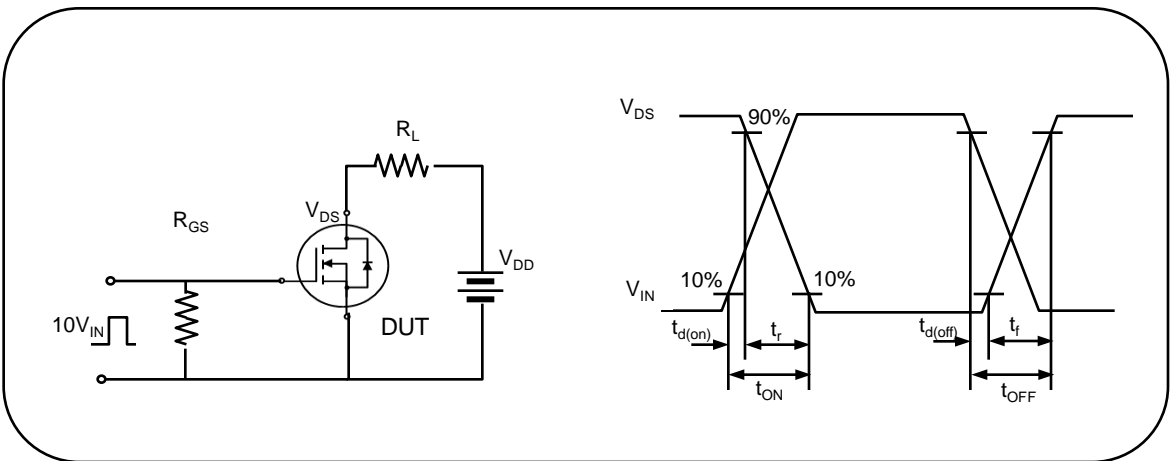 R_L
R_GS
V_DS
V_DD
10V_IN
DUT
V_DS
90%
V_IN
10%
10%
t_d(on)
t_r
t_d(off)
t_f
t_ON
t_OFF